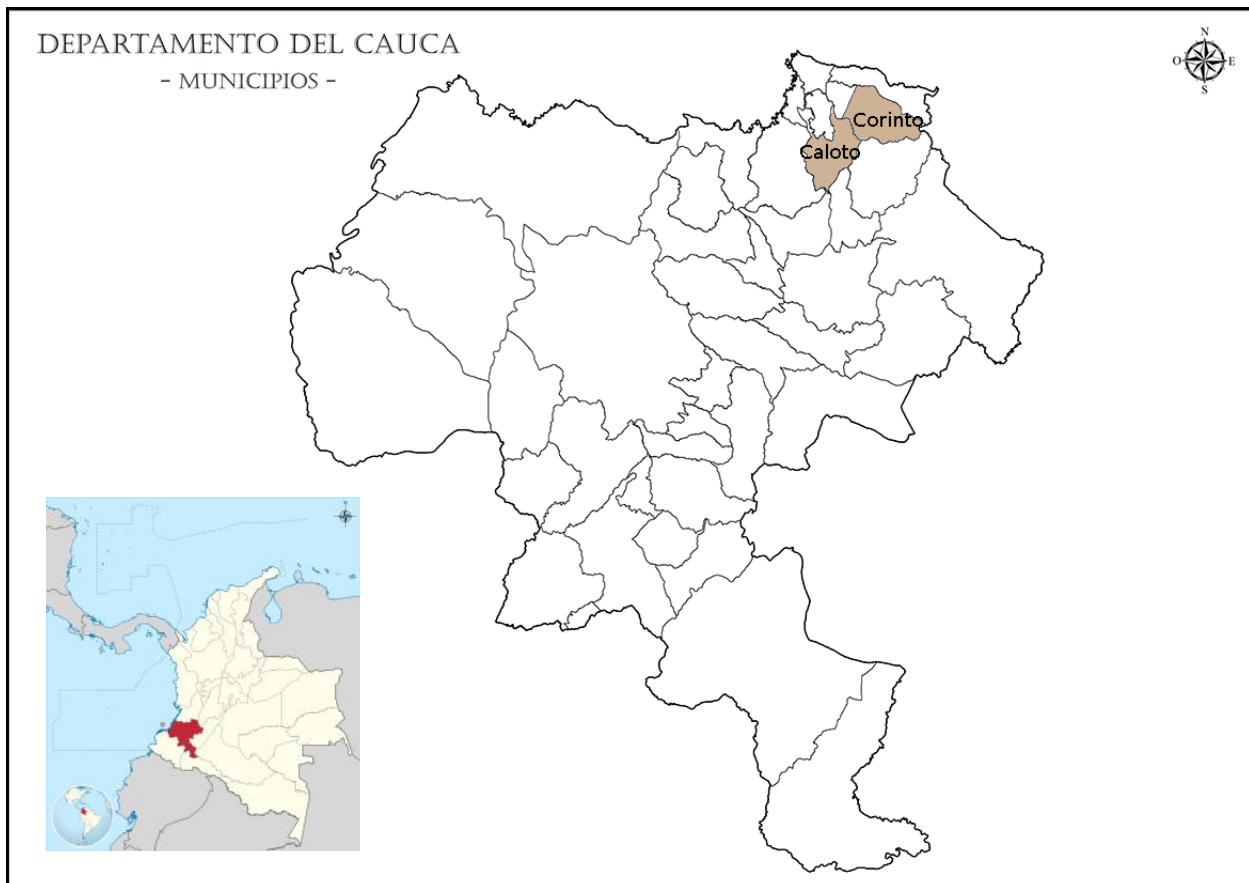 DEPARTAMENTO DEL CAUCA
- MUNICIPIOS -
N
O E
S
Corinto
Caloto